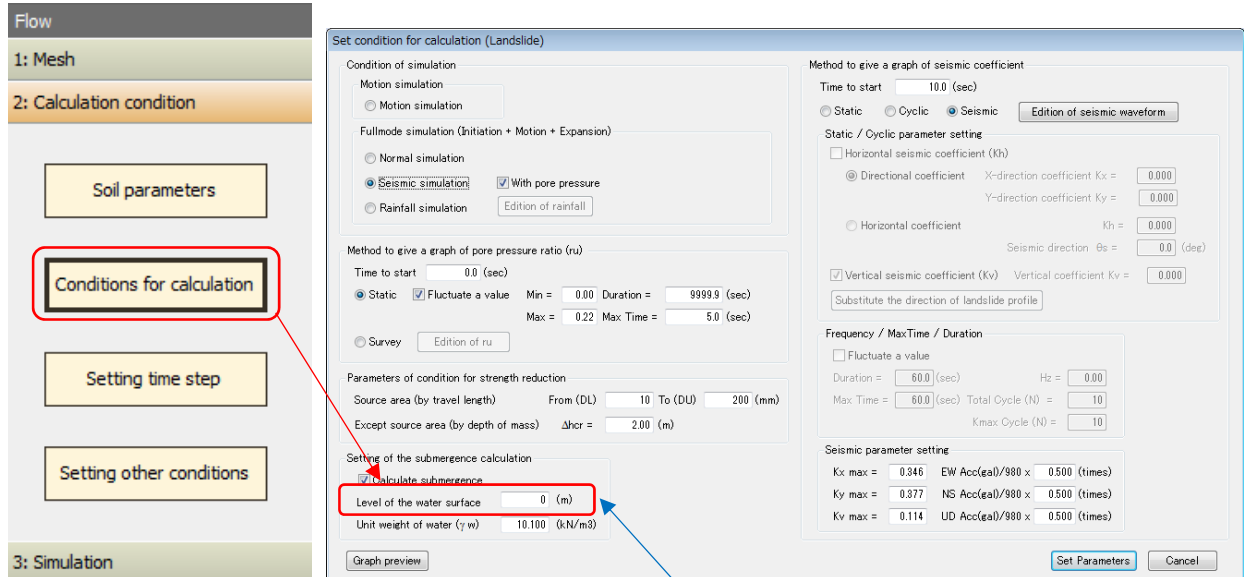 Flow
1: Mesh
2: Calculation condition
Soil parameters
Conditions for calculation
Setting time step
Setting other conditions
3: Simulation
Set condition for calculation (Landslide)
Condition of simulation
Motion simulation
Motion simulation
Fullmode simulation (Initiation + Motion + Expansion)
Normal simulation
Seismic simulation With pore pressure
Rainfall simulation Edition of rainfall
Method to give a graph of pore pressure ratio (ru)
Time to start 0.0 (sec)
Static Fluctuate a value Min = 0.00 Duration = 9999.9 (sec)
Max = 0.22 Max Time = 5.0 (sec)
Survey Edition of ru
Parameters of condition for strength reduction
Source area (by travel length) From (DL) 10 To (DU) 200 (mm)
Except source area (by depth of mass) Δhcr = 2.00 (m)
Setting of the submergence calculation
Calculate submergence
Level of the water surface 0 (m)
Unit weight of water (γ w) 10.100 (kN/m3)
Graph preview
Method to give a graph of seismic coefficient
Time to start 10.0 (sec)
Static Cyclic Seismic Edition of seismic waveform
Static / Cyclic parameter setting
Horizontal seismic coefficient (Kh)
Directional coefficient X-direction coefficient Kx = 0.000
Y-direction coefficient Ky = 0.000
Horizontal coefficient Kh = 0.000
Seismic direction θs = 0.0 (deg)
Vertical seismic coefficient (Kv) Vertical coefficient Kv = 0.000
Substitute the direction of landslide profile
Frequency / MaxTime / Duration
Fluctuate a value
Duration = 60.0 (sec) Hz = 0.00
Max Time = 60.0 (sec) Total Cycle (N) = 10
Kmax Cycle (N) = 10
Seismic parameter setting
Kx max = 0.346 EW Acc(gal)/980 x 0.500 (times)
Ky max = 0.377 NS Acc(gal)/980 x 0.500 (times)
Kv max = 0.114 UD Acc(gal)/980 x 0.500 (times)
Set Parameters Cancel